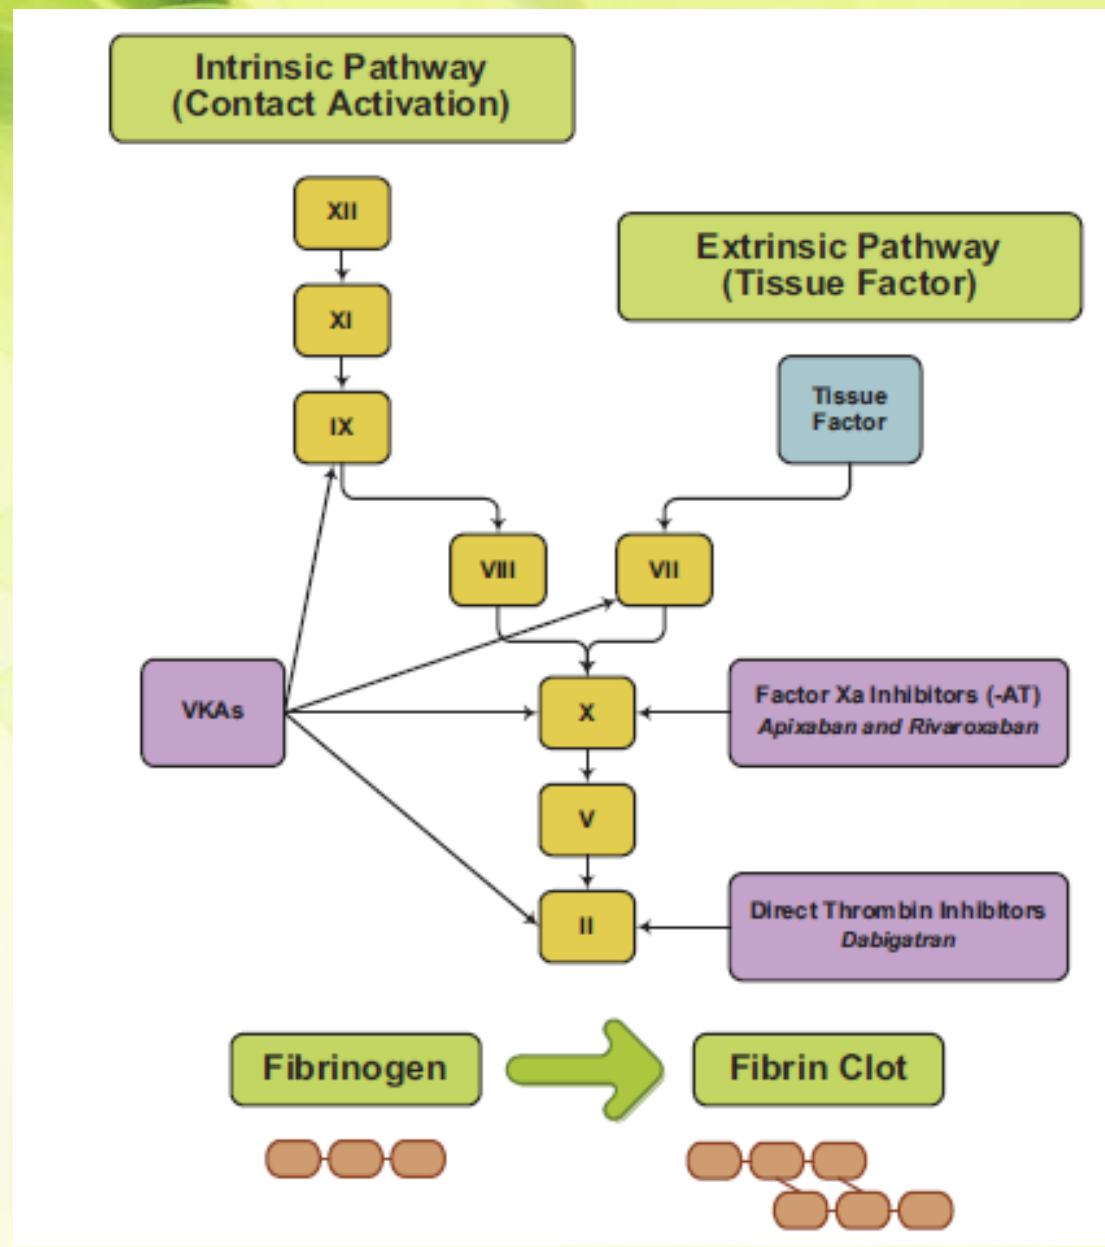 Intrinsic Pathway
(Contact Activation)
XII
Extrinsic Pathway
(Tissue Factor)
XI
Tissue
Factor
IX
VIII
VII
VKAs
X
Factor Xa Inhibitors (-AT)
Apixaban and Rivaroxaban
V
II
Direct Thrombin Inhibitors
Dabigatran
Fibrinogen
Fibrin Clot